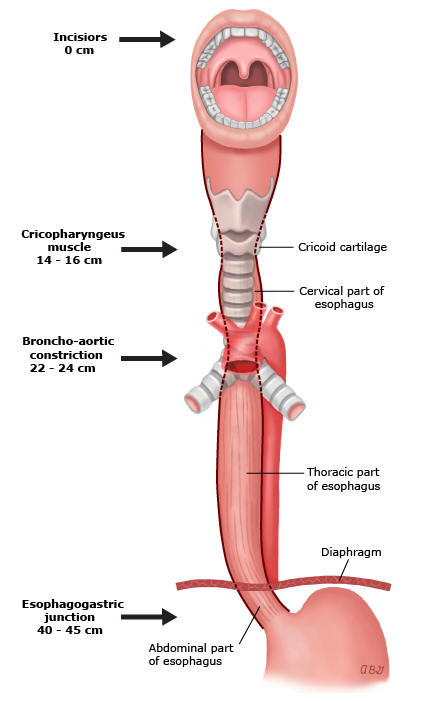 Incisiors
0 cm
Cricopharyngeus
muscle
14 - 16 cm
Cricoid cartilage
Cervical part of
esophagus
Broncho-aortic
constriction
22 - 24 cm
Thoracic part
of esophagus
Diaphragm
Esophagogastric
junction
40 - 45 cm
Abdominal part
of esophagus